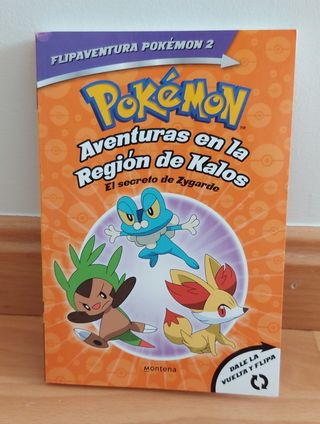 FLIPAVENTURA POKÉMON 2
POKéMON
TM
Aventuras en la
Región de Kalos
El secreto de Zygarde
montena
DALE LA
VUELTA Y FLIPA